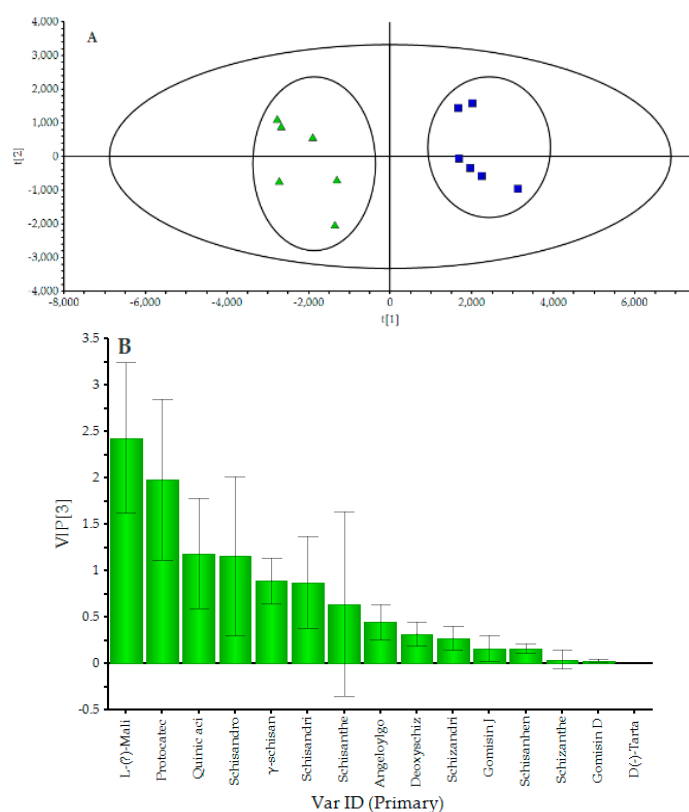 A
4,000
3,000
2,000
1,000
0
-1,000
-2,000
-3,000
-4,000
t[2]
-8,000 -6,000 -4,000 -2,000 0 2,000 4,000 6,000
t[1]
B
3.5
3
2.5
2
1.5
1
0.5
0
-0.5
VIP[3]
L-(?)-Mali
Protocatec
Quinic aci
Schisandro
γ-schisan
Schisandri
Schisanthe
Angeloylgo
Deoxyschiz
Schizandri
Gomisin J
Schisanhen
Schizanthe
Gomisin D
D(-)-Tarta
Var ID (Primary)